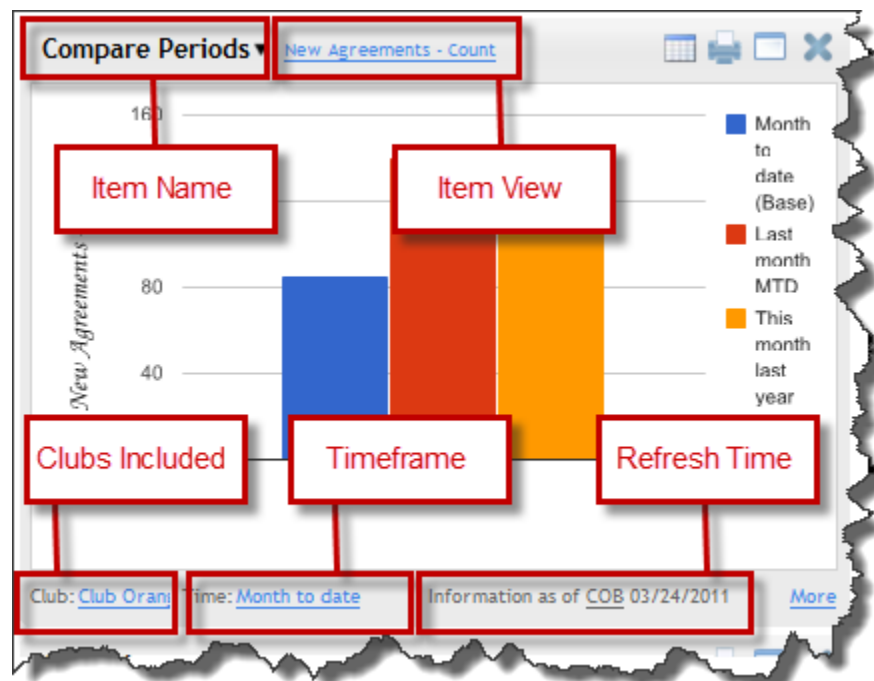 Compare Periods
New Agreements - Count
160
Month
to
date
(Base)
Item Name
Item View
Last
month
MTD
80
New Agreements
This
month
last
year
40
Clubs Included
Timeframe
Refresh Time
Club: Club Orang
Time: Month to date
Information as of COB 03/24/2011
More